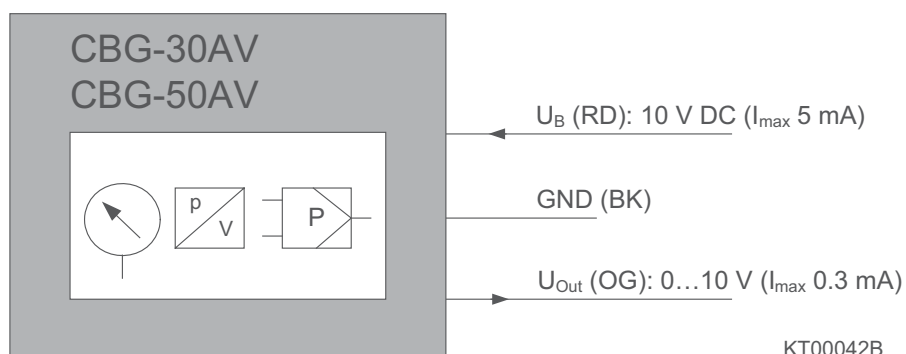 CBG-30AV
CBG-50AV
U_B (RD): 10 V DC (I_max 5 mA)
p
V
P
GND (BK)
U_Out (OG): 0…10 V (I_max 0.3 mA)
KT00042B